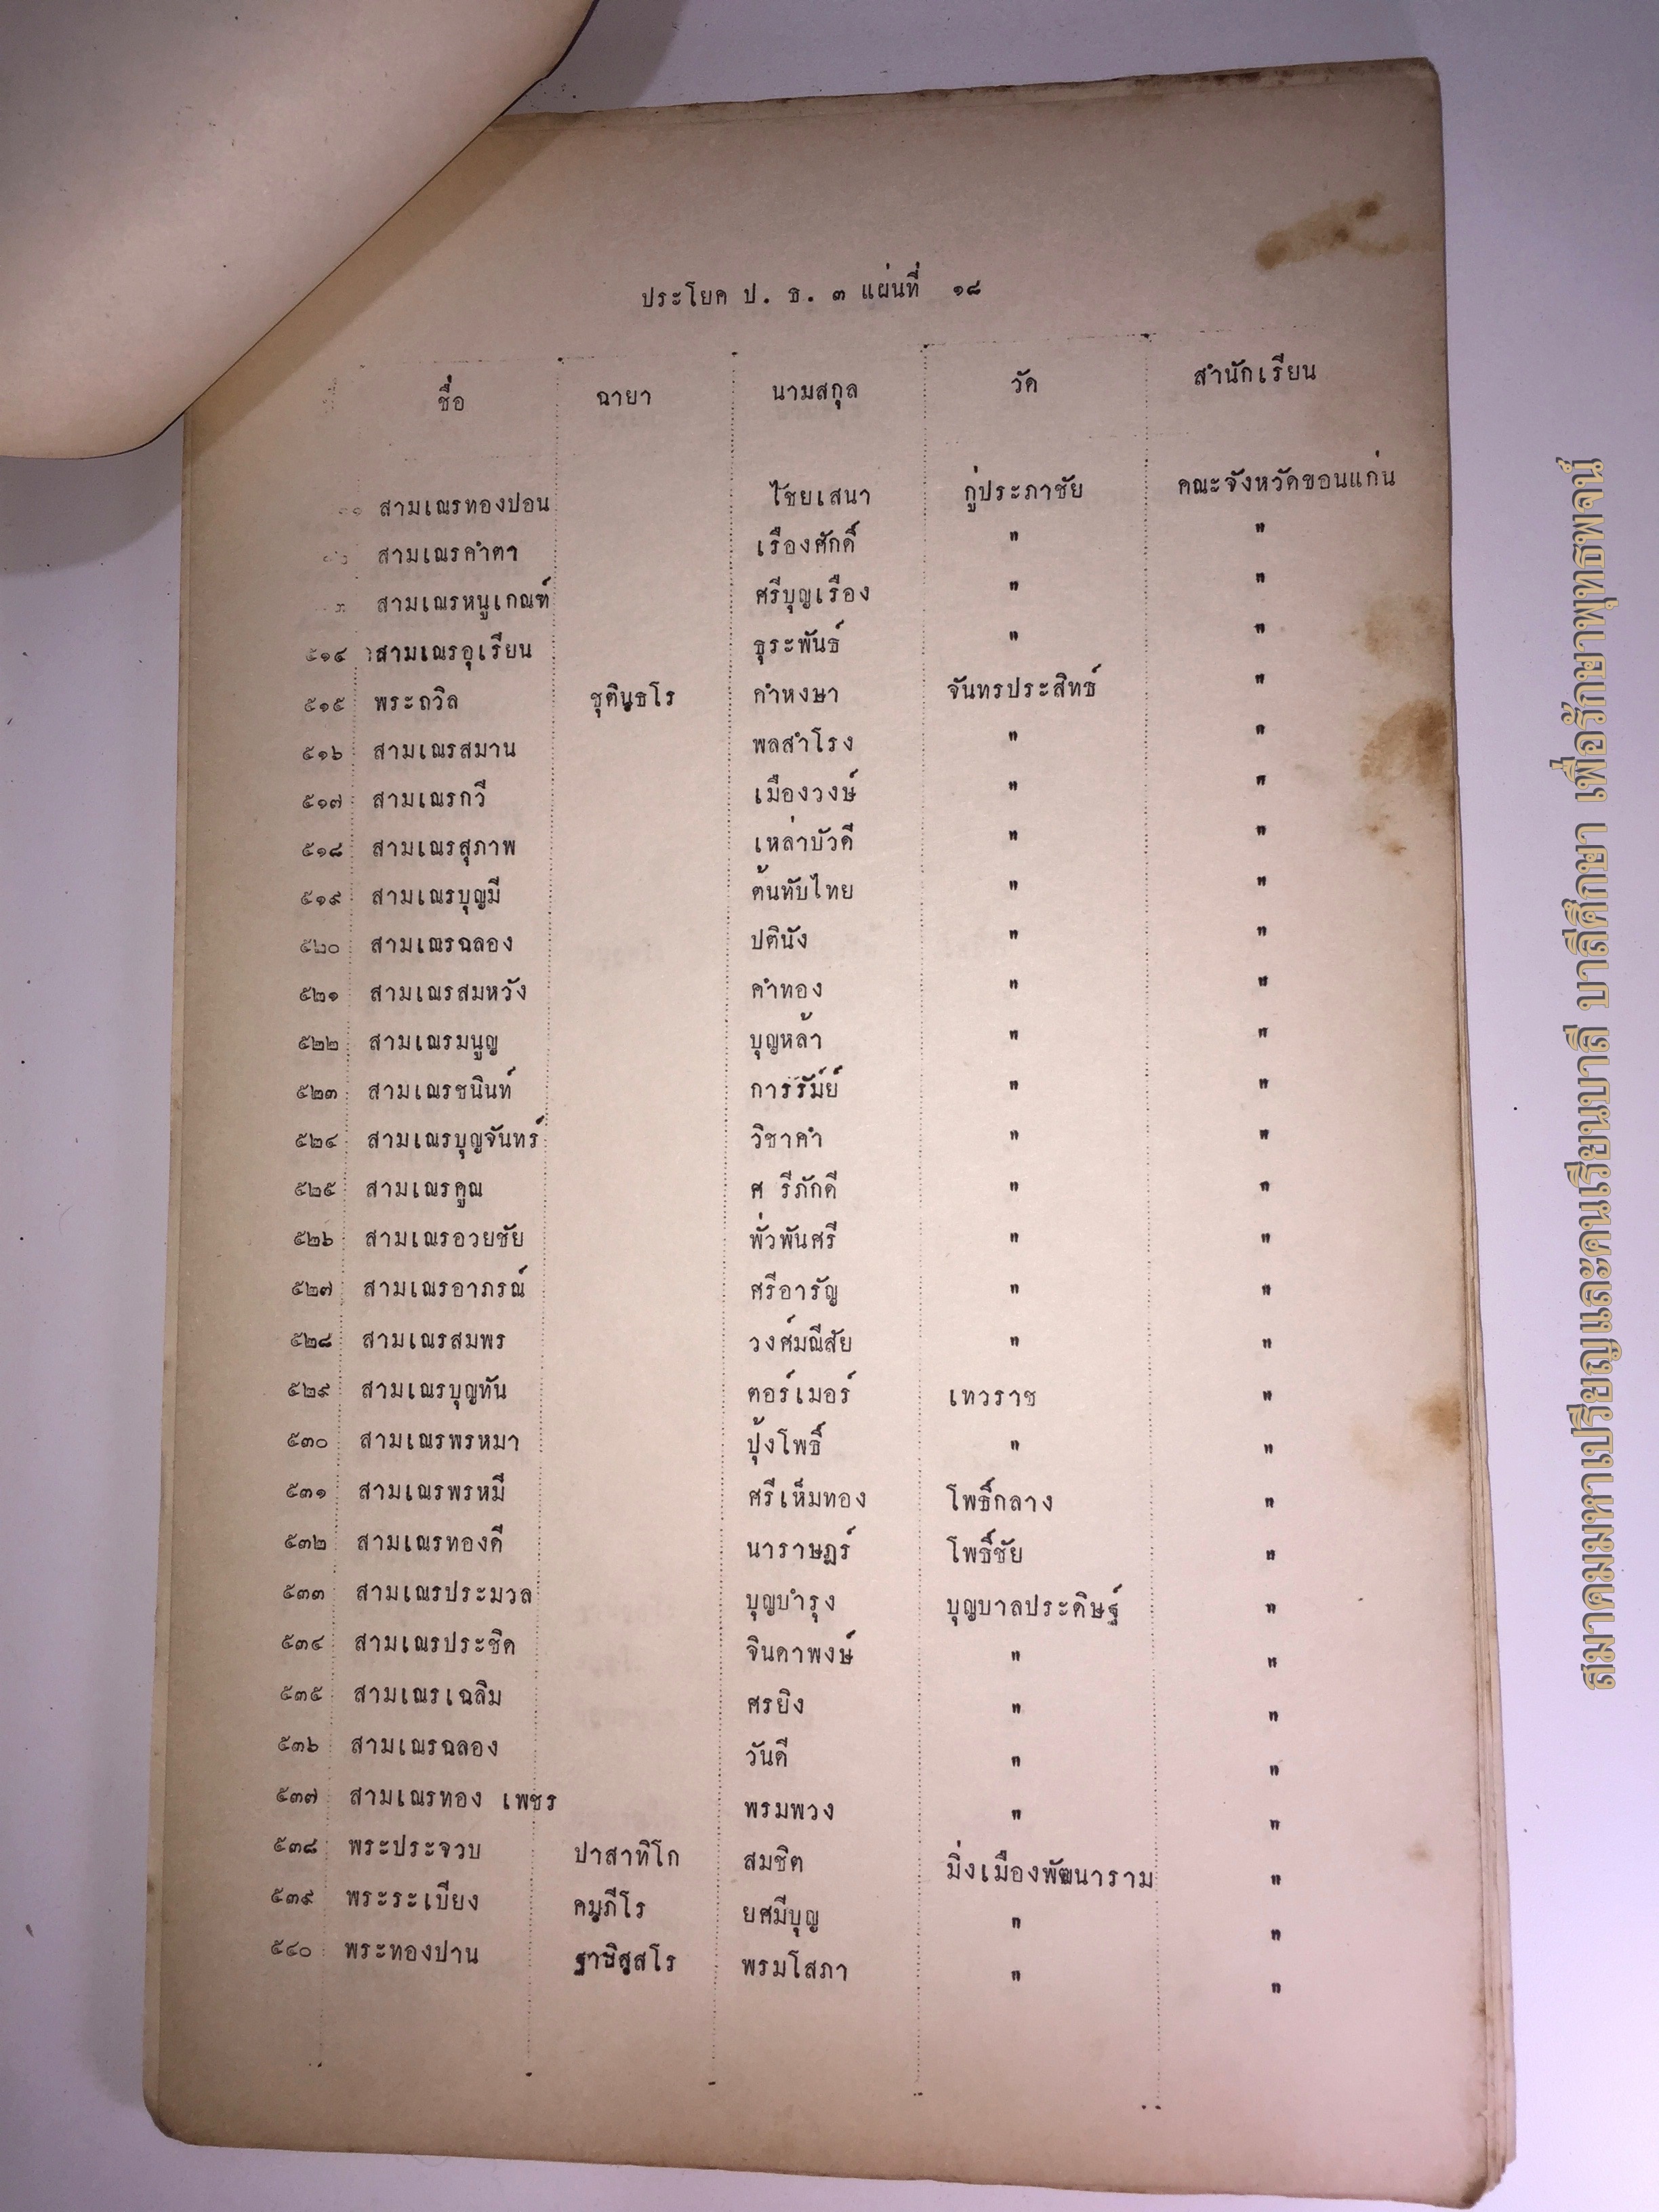 ประโยค ป. ธ. ๓ แผ่นที่ ๑๘
ชื่อ ฉายา นามสกุล วัด สำนักเรียน
สามเณรทองปอน ไชยเสนา กู่ประภาชัย คณะจังหวัดขอนแก่น
สามเณรคำตา เรืองศักดิ์ " "
๓ สามเณรหนูเกณฑ์ ศรีบุญเรือง " "
๕๑๔ สามเณรอุเรียน ธุระพันธ์ " "
๕๑๕ พระถวิล ชุตินฺธโร คำหงษา จันทรประสิทธ์ "
๕๑๖ สามเณรสมาน พลสำโรง " "
๕๑๗ สามเณรกวี เมืองวงษ์ " "
๕๑๘ สามเณรสุภาพ เหล่าบัวดี " "
๕๑๙ สามเณรบุญมี ต้นทับไทย " "
๕๒๐ สามเณรฉลอง ปตินัง " "
๕๒๑ สามเณรสมหวัง คำทอง " "
๕๒๒ สามเณรมนูญ บุญหล้า " "
๕๒๓ สามเณรชนินท์ การรัมย์ " "
๕๒๔ สามเณรบุญจันทร์ วิชาคำ " "
๕๒๕ สามเณรคูณ ศ รีภักดี " "
๕๒๖ สามเณรอวยชัย พั่วพันศรี " "
๕๒๗ สามเณรอาภรณ์ ศรีอารัญ " "
๕๒๘ สามเณรสมพร วงศ์มณีสัย " "
๕๒๙ สามเณรบุญทัน ตอร์เมอร์ เทวราช "
๕๓๐ สามเณรพรหมา ปุ้งโพธิ์ " "
๕๓๑ สามเณรพรหมี ศรีเห็มทอง โพธิ์กลาง "
๕๓๒ สามเณรทองดี นาราษฎร์ โพธิ์ชัย "
๕๓๓ สามเณรประมวล บุญบำรุง บุญบาลประดิษฐ์ "
๕๓๔ สามเณรประชิด จินดาพงษ์ " "
๕๓๕ สามเณรเฉลิม ศรยิง " "
๕๓๖ สามเณรฉลอง วันดี " "
๕๓๗ สามเณรทอง เพชร พรมพวง " "
๕๓๘ พระประจวบ ปาสาทิโก สมชิต มิ่งเมืองพัฒนาราม "
๕๓๙ พระระเบียง คมฺภีโร ยศมีบุญ " "
๕๔๐ พระทองปาน พรมโสภา " "
สมาคมมหาเปรียญและคนเรียนบาลี บาลีศึกษา เพื่อรักษาพุทธพจน์